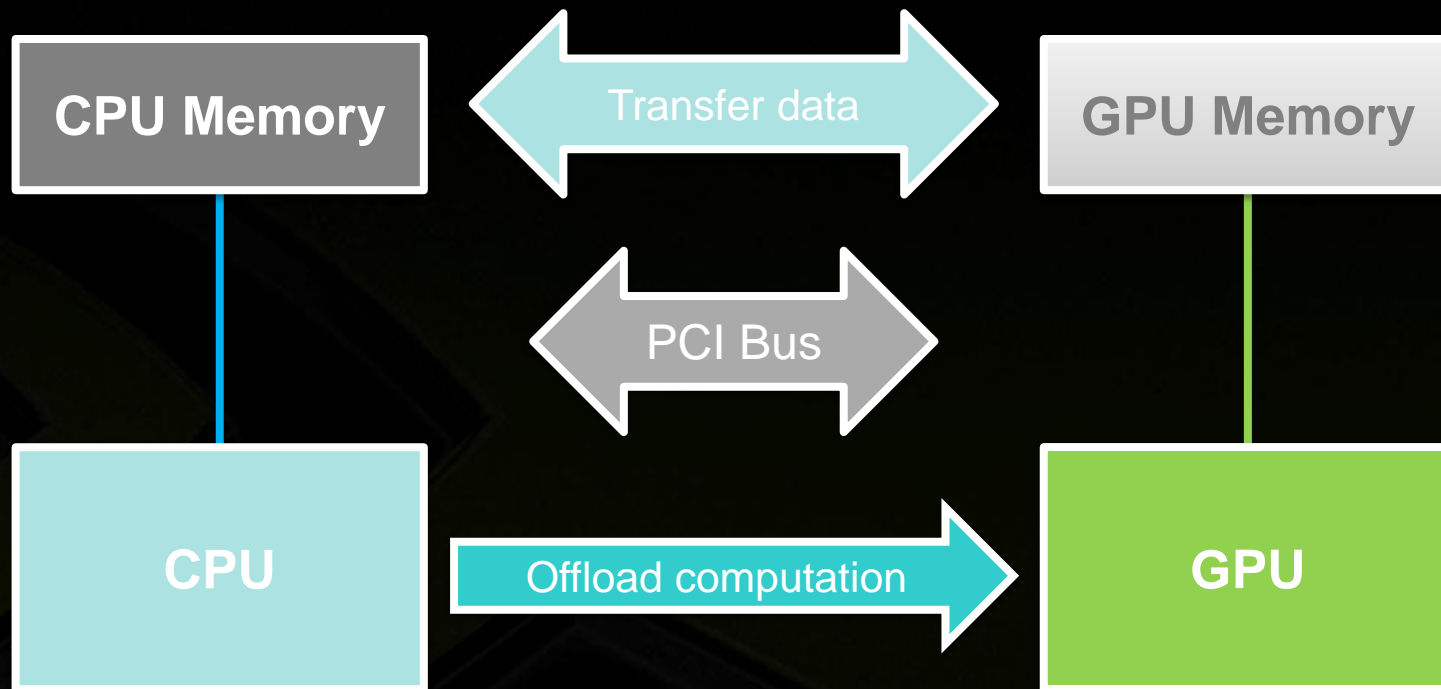 CPU Memory
Transfer data
GPU Memory
PCI Bus
CPU
Offload computation
GPU